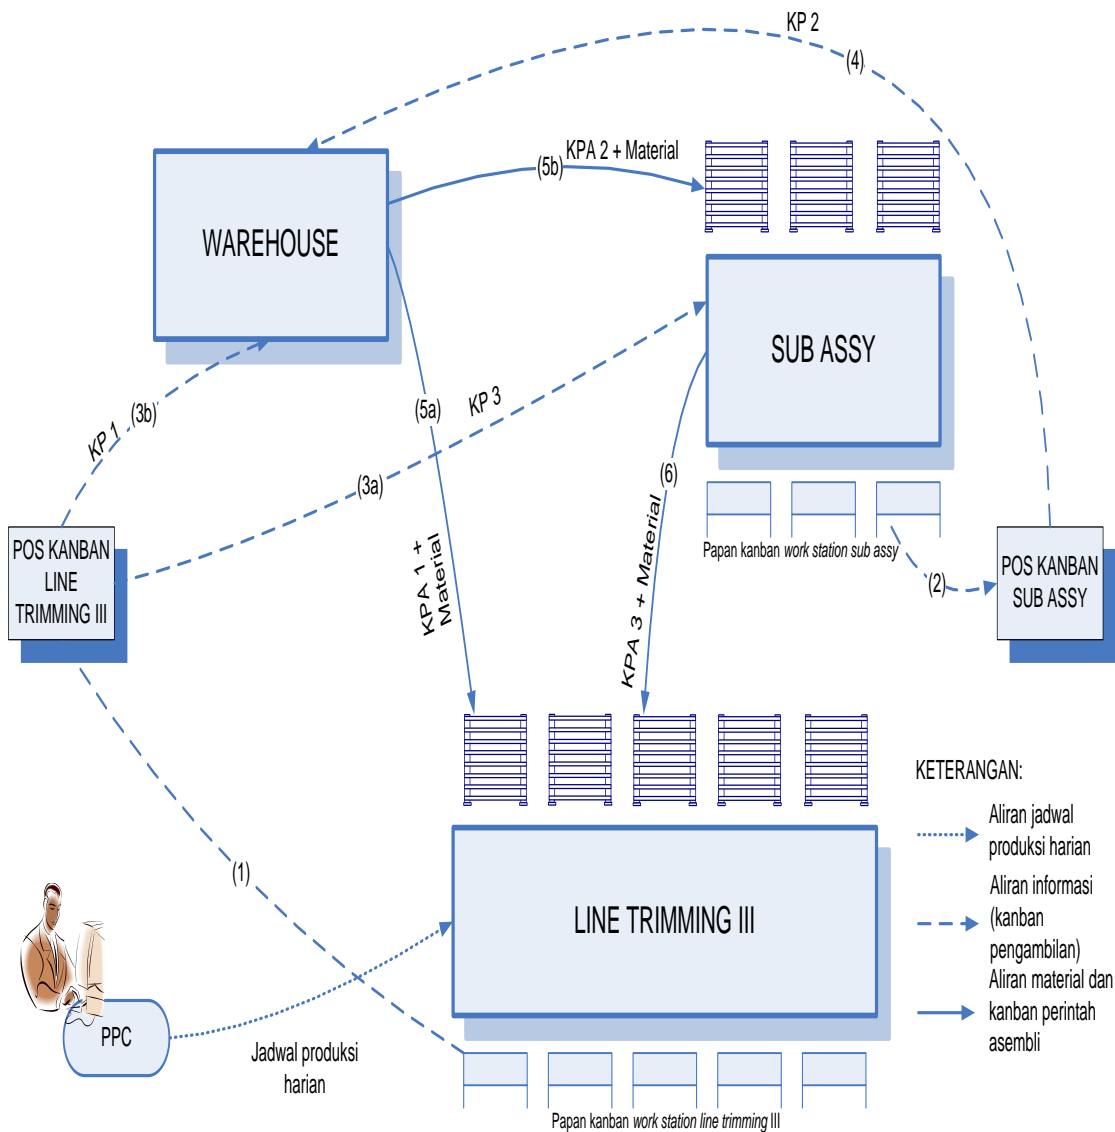 KP 2
(4)
WAREHOUSE
(5b)
KPA 2 + Material
SUB ASSY
KP 1
(3b)
(5a)
KP 3
(3a)
(6)
KPA 1 +
Material
KPA 3 + Material
Papan kanban work station sub assy
(2)
POS KANBAN
LINE
TRIMMING III
POS KANBAN
SUB ASSY
(1)
LINE TRIMMING III
PPC
Jadwal produksi
harian
Papan kanban work station line trimming III
KETERANGAN:
Aliran jadwal
produksi harian
Aliran informasi
(kanban
pengambilan)
Aliran material dan
kanban perintah
asembli